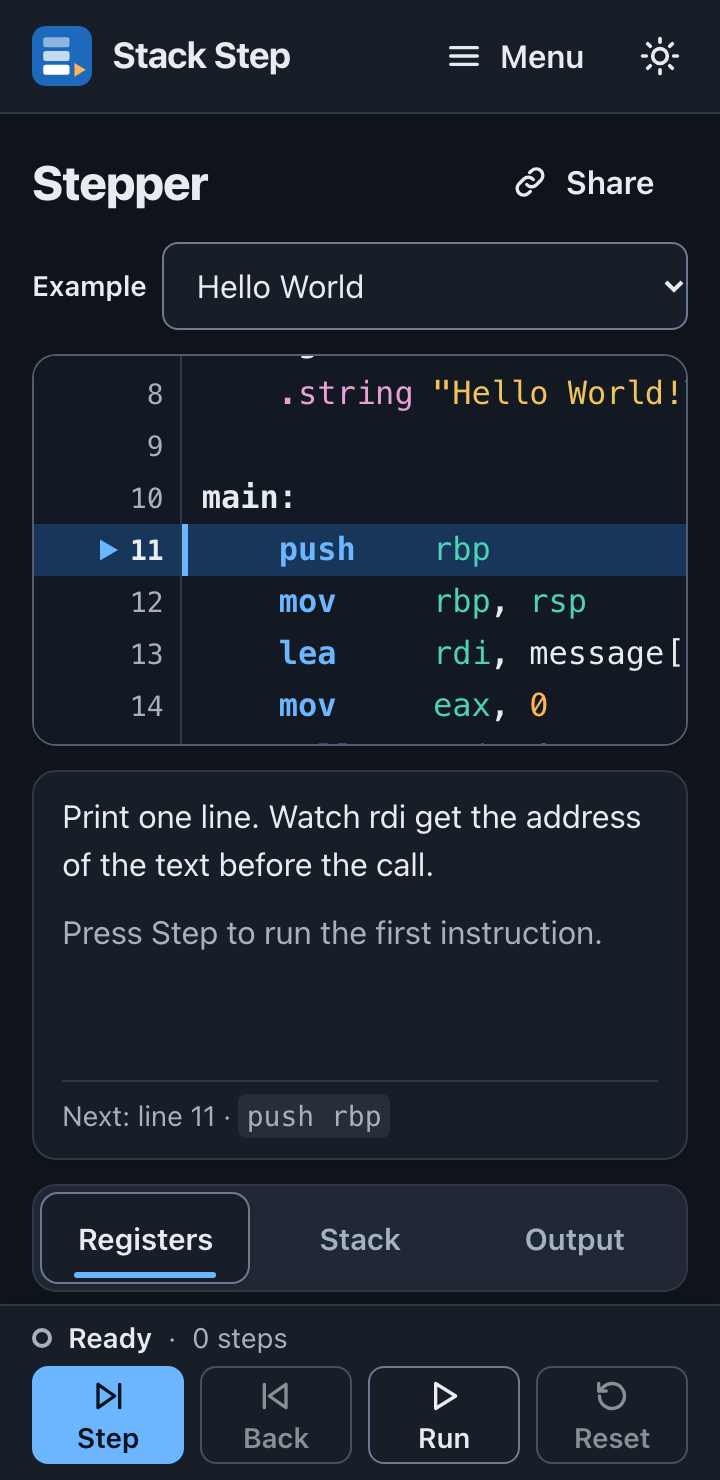 Stack Step
Menu
Stepper
Share
Example
Hello World
8 .string "Hello World!
9
10 main:
11 push rbp
12 mov rbp, rsp
13 lea rdi, message[
14 mov eax, 0
Print one line. Watch rdi get the address
of the text before the call.
Press Step to run the first instruction.
Next: line 11 · push rbp
Registers Stack Output
Ready · 0 steps
Step Back Run Reset